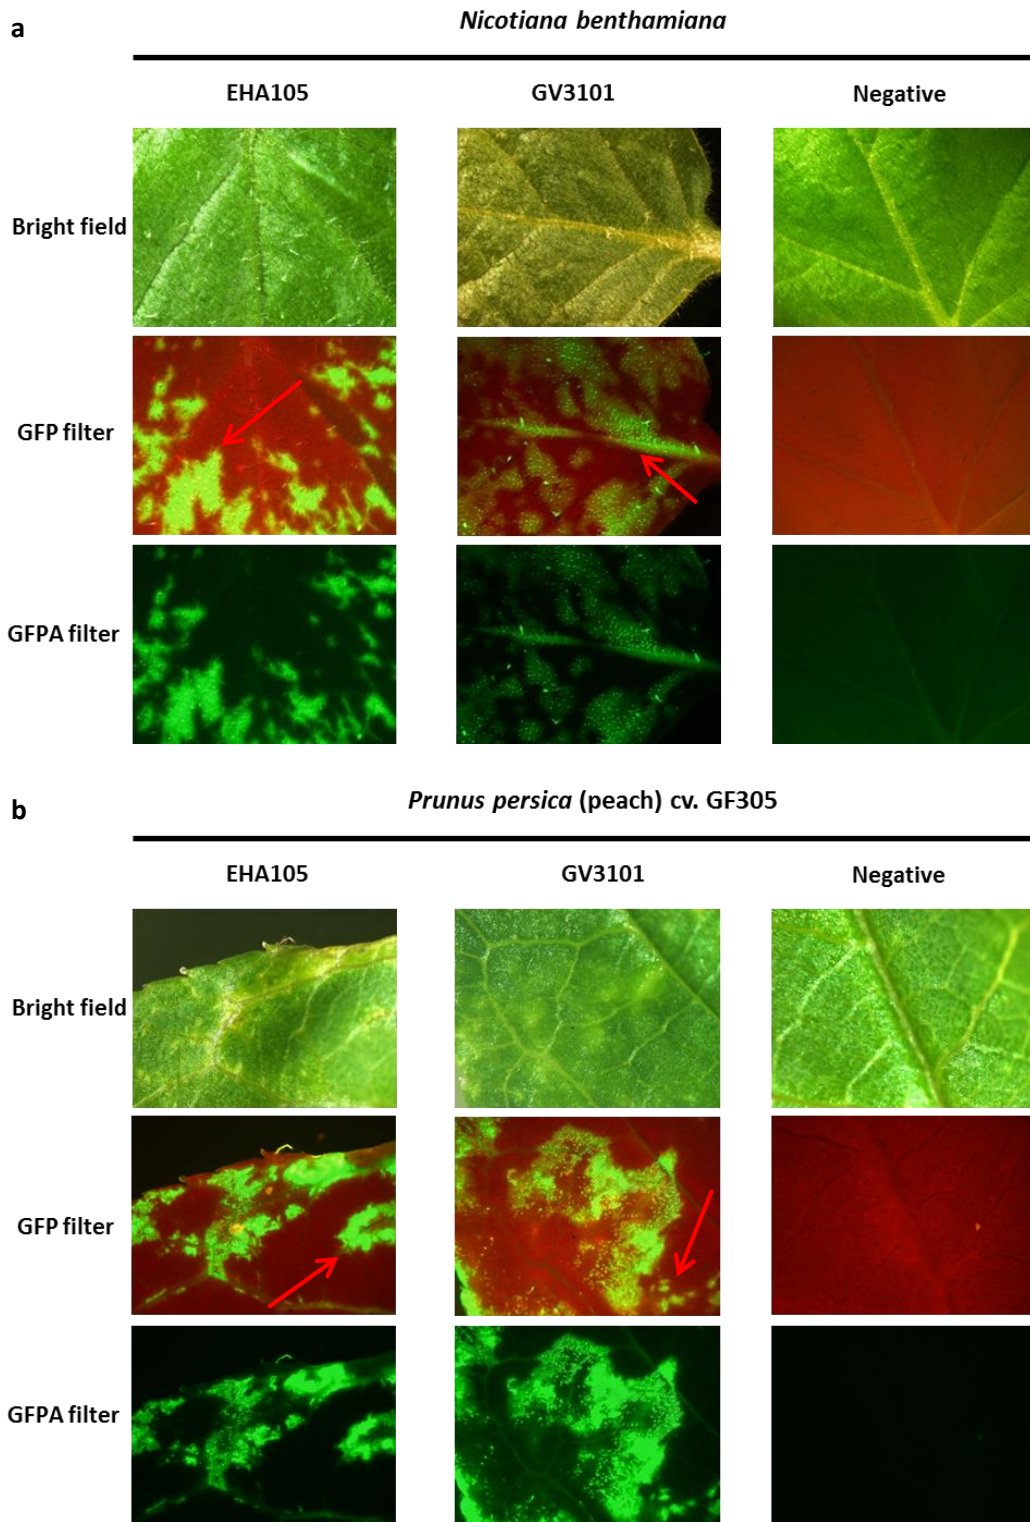 a
Nicotiana benthamiana
EHA105 GV3101 Negative
Bright field
GFP filter
GFPA filter
b
Prunus persica (peach) cv. GF305
EHA105 GV3101 Negative
Bright field
GFP filter
GFPA filter